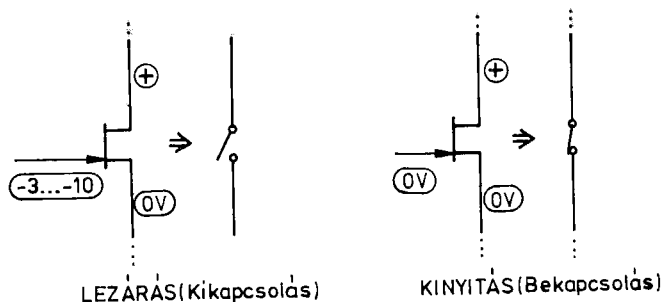 +
-3...-10
0V
LEZÁRÁS(Kikapcsolás)
+
0V
0V
KINYITÁS(Bekapcsolás)